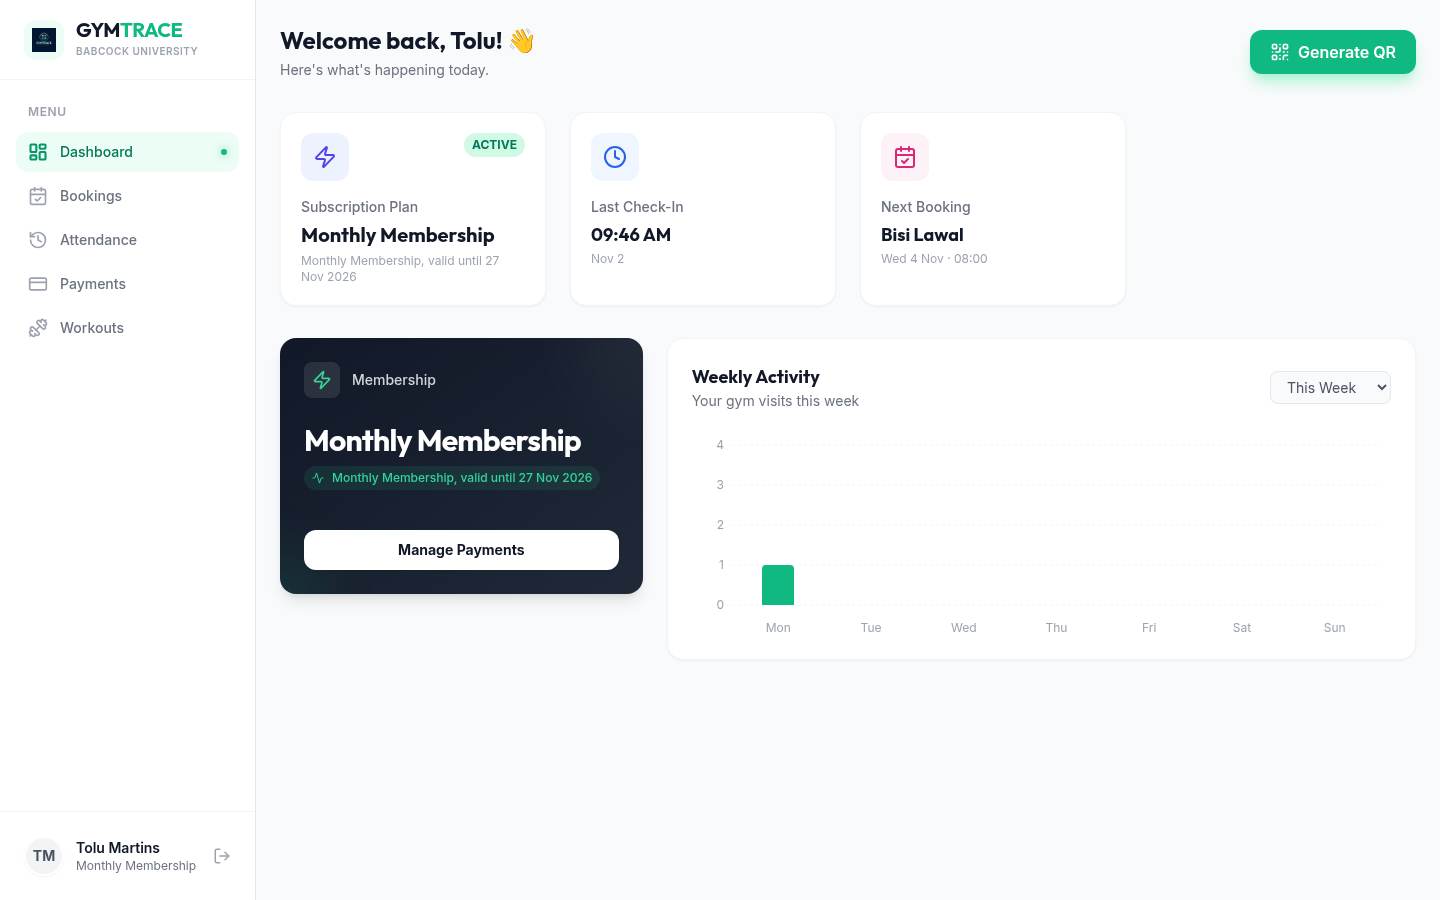 GYMTRACE
BABCOCK UNIVERSITY
MENU
Dashboard
Bookings
Attendance
Payments
Workouts
TM
Tolu Martins
Monthly Membership
Welcome back, Tolu! 👋
Here's what's happening today.
Generate QR
ACTIVE
Subscription Plan
Monthly Membership
Monthly Membership, valid until 27
Nov 2026
Last Check-In
09:46 AM
Nov 2
Next Booking
Bisi Lawal
Wed 4 Nov · 08:00
Membership
Monthly Membership
Monthly Membership, valid until 27 Nov 2026
Manage Payments
Weekly Activity
Your gym visits this week
This Week
4
3
2
1
0
Mon Tue Wed Thu Fri Sat Sun